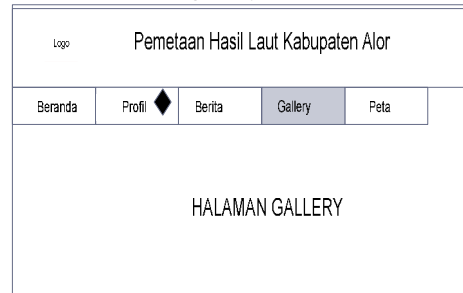 Logo
Pemetaan Hasil Laut Kabupaten Alor
Beranda Profil Berita Gallery Peta
HALAMAN GALLERY